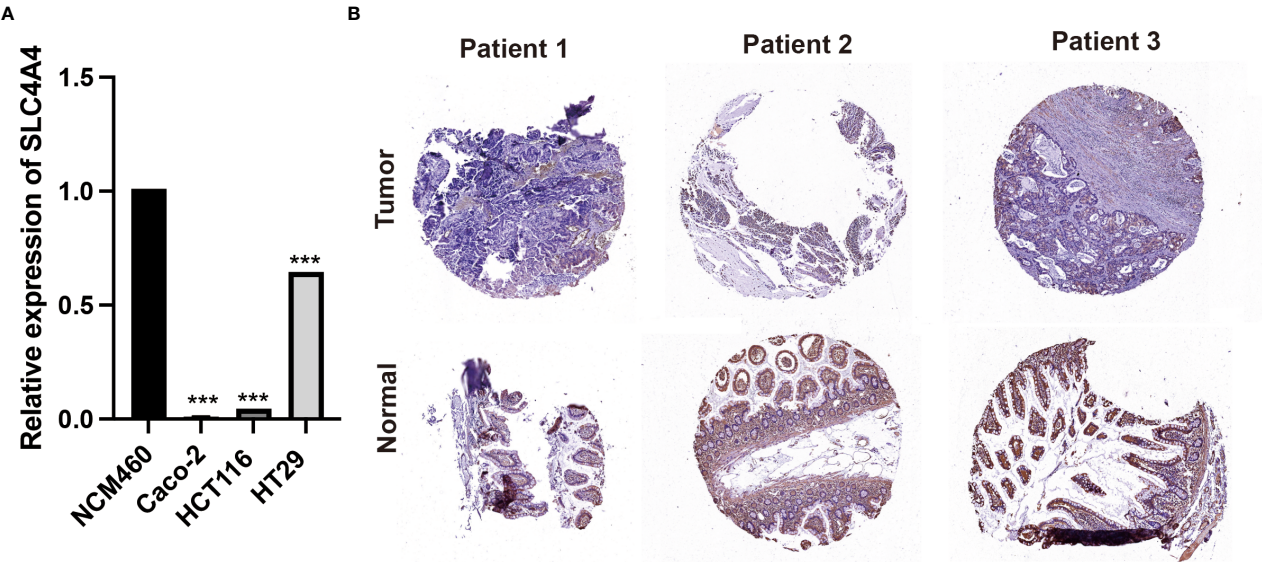 A
B
Relative expression of SLC4A4
1.5
1.0
0.5
0.0
***
***
***
NCM460
Caco-2
HCT116
HT29
Patient 1
Patient 2
Patient 3
Tumor
Normal